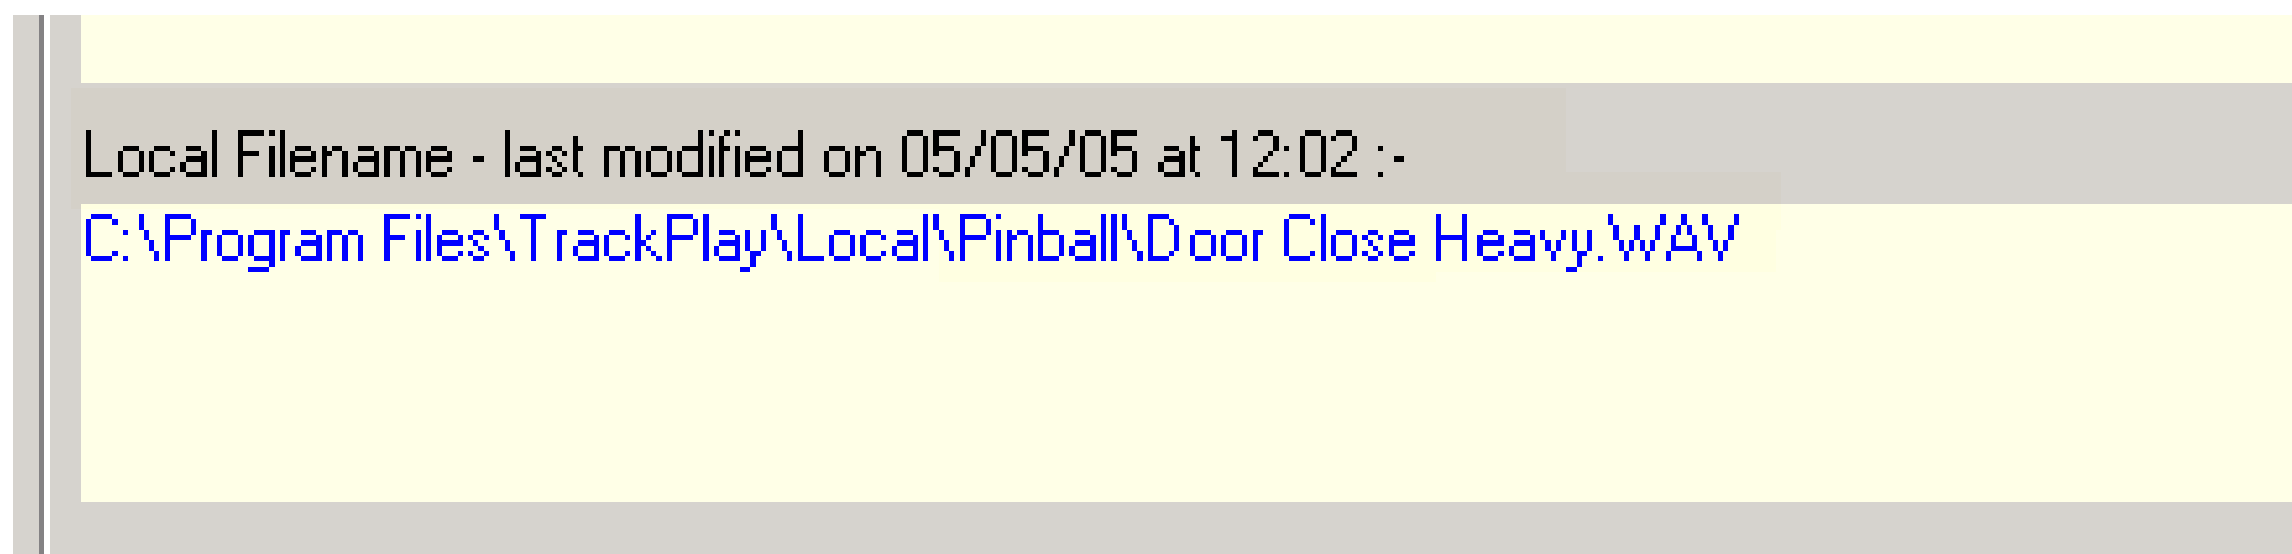 Local Filename - last modified on 05/05/05 at 12:02 :-
C:\Program Files\TrackPlay\Local\Pinball\Door Close Heavy.WAV